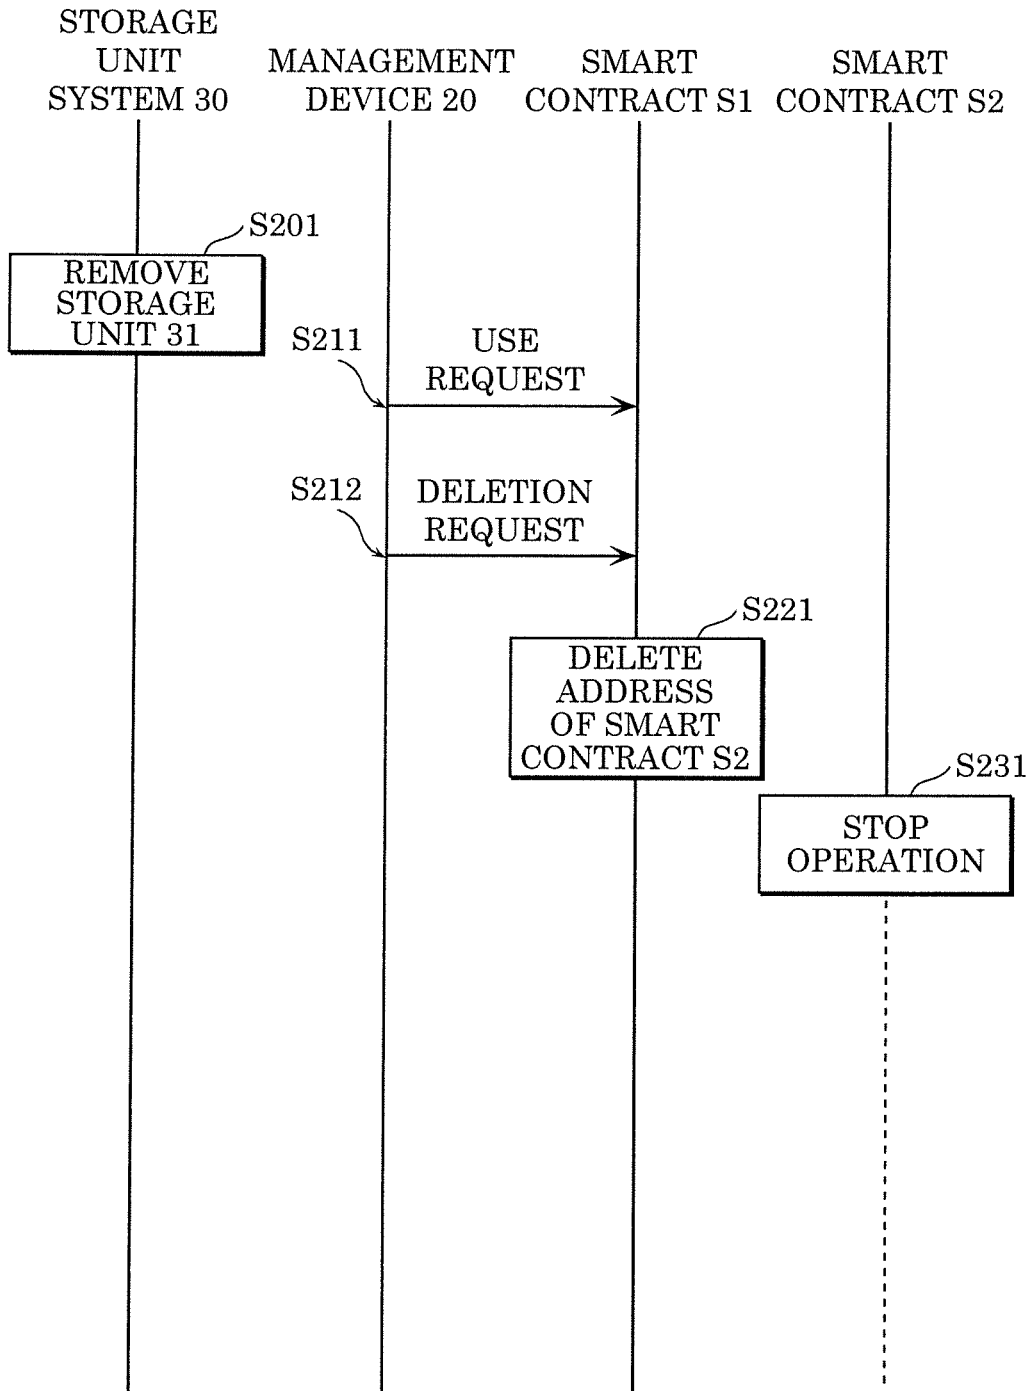 STORAGE
UNIT
SYSTEM 30
MANAGEMENT
DEVICE 20
SMART
CONTRACT S1
SMART
CONTRACT S2
S201
REMOVE
STORAGE
UNIT 31
S211
USE
REQUEST
S212
DELETION
REQUEST
S221
DELETE
ADDRESS
OF SMART
CONTRACT S2
S231
STOP
OPERATION